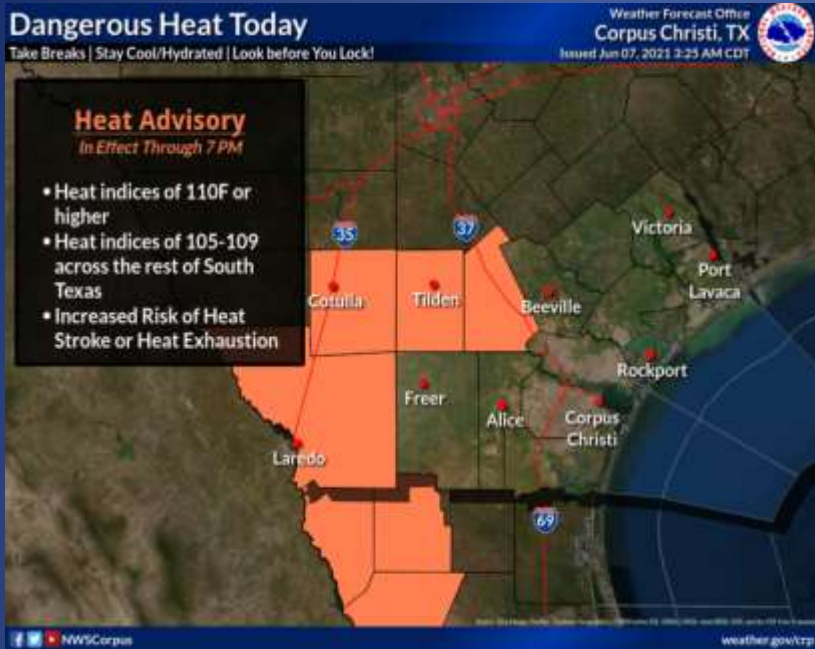 Dangerous Heat Today
Take Breaks | Stay Cool/Hydrated | Look before You Lock!
Weather Forecast Office
Corpus Christi, TX
Issued Jun 07, 2021 3:25 AM CDT
Heat Advisory
In Effect Through 7 PM
• Heat indices of 110F or
higher
• Heat indices of 105-109
across the rest of South
Texas
• Increased Risk of Heat
Stroke or Heat Exhaustion
35
37
Victoria
Port
Lavaca
Cotulla
Tilden
Beeville
Rockport
Freer
Alice
Corpus
Christi
Laredo
69
NWSCorpus
weather.gov/crp